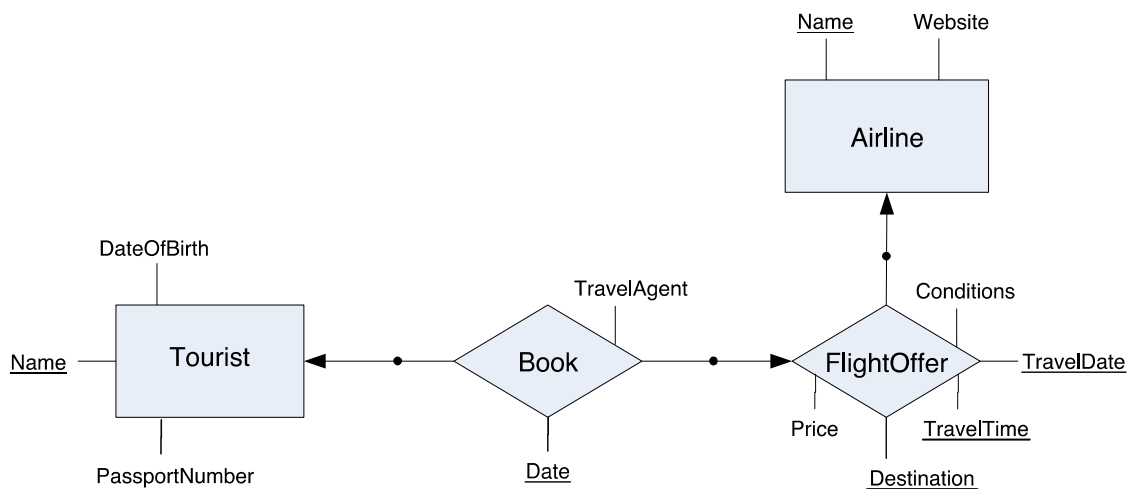 Name
Website
Airline
DateOfBirth
TravelAgent
Conditions
Name
Tourist
Book
FlightOffer
TravelDate
Price
TravelTime
PassportNumber
Date
Destination